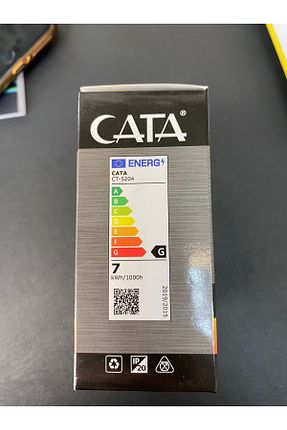 CATA®
ENERG
CATA
CT-5204
A
B
C
D
E
F
G
G
7
kWh/1000h
2019/2015
IP
20